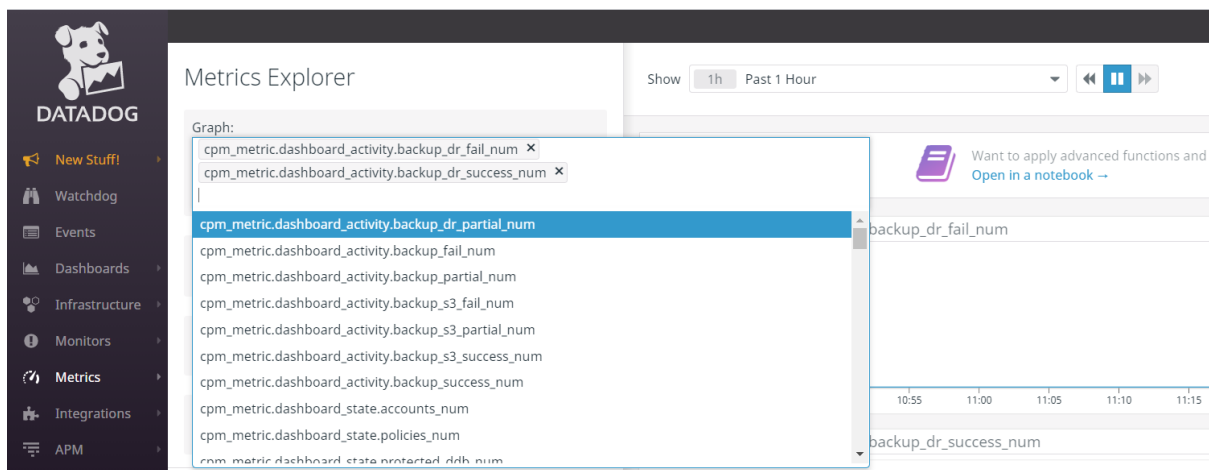 DATADOG
New Stuff!
Watchdog
Events
Dashboards
Infrastructure
Monitors
Metrics
Integrations
APM
Metrics Explorer
Graph:
cpm_metric.dashboard_activity.backup_dr_fail_num ×
cpm_metric.dashboard_activity.backup_dr_success_num ×
cpm_metric.dashboard_activity.backup_dr_partial_num
cpm_metric.dashboard_activity.backup_fail_num
cpm_metric.dashboard_activity.backup_partial_num
cpm_metric.dashboard_activity.backup_s3_fail_num
cpm_metric.dashboard_activity.backup_s3_partial_num
cpm_metric.dashboard_activity.backup_s3_success_num
cpm_metric.dashboard_activity.backup_success_num
cpm_metric.dashboard_state.accounts_num
cpm_metric.dashboard_state.policies_num
cpm_metric.dashboard_state.protected_ddb_num
Show 1h Past 1 Hour
Want to apply advanced functions and
Open in a notebook →
backup_dr_fail_num
10:55 11:00 11:05 11:10 11:15
backup_dr_success_num